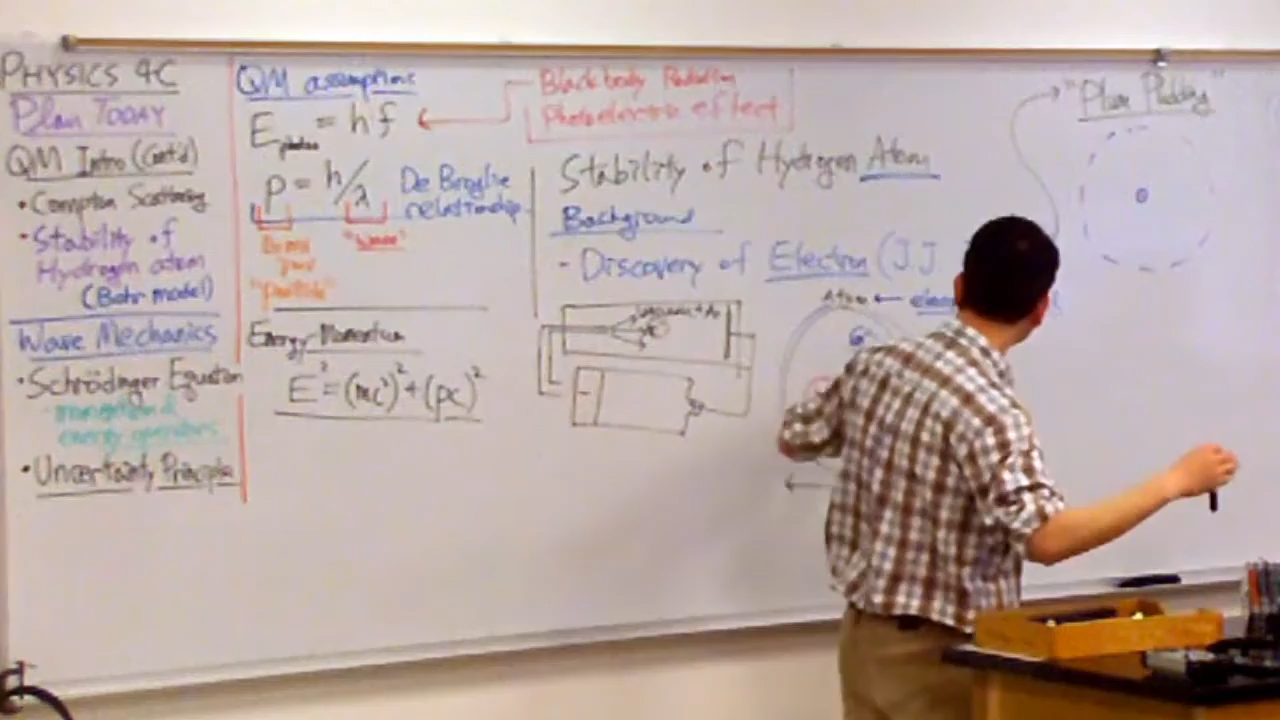 PHYSICS 4C
Plan TODAY
QM Intro (Cont'd)
• Compton Scattering
• Stability of
Hydrogen atom
(Bohr model)
Wave Mechanics
• Schrödinger Equation
momentum &
energy operators
• Uncertainty Principle
QM assumptions
E photon = hf
Blackbody Radiation
Photoelectric effect
p = h/λ
De Broglie
relationship
"wave"
"particle"
Energy-Momentum
E² = (mc²)² + (pc)²
Stability of Hydrogen Atom
Background
- Discovery of Electron (J.J.
Atom ←
"Plum Pudding"